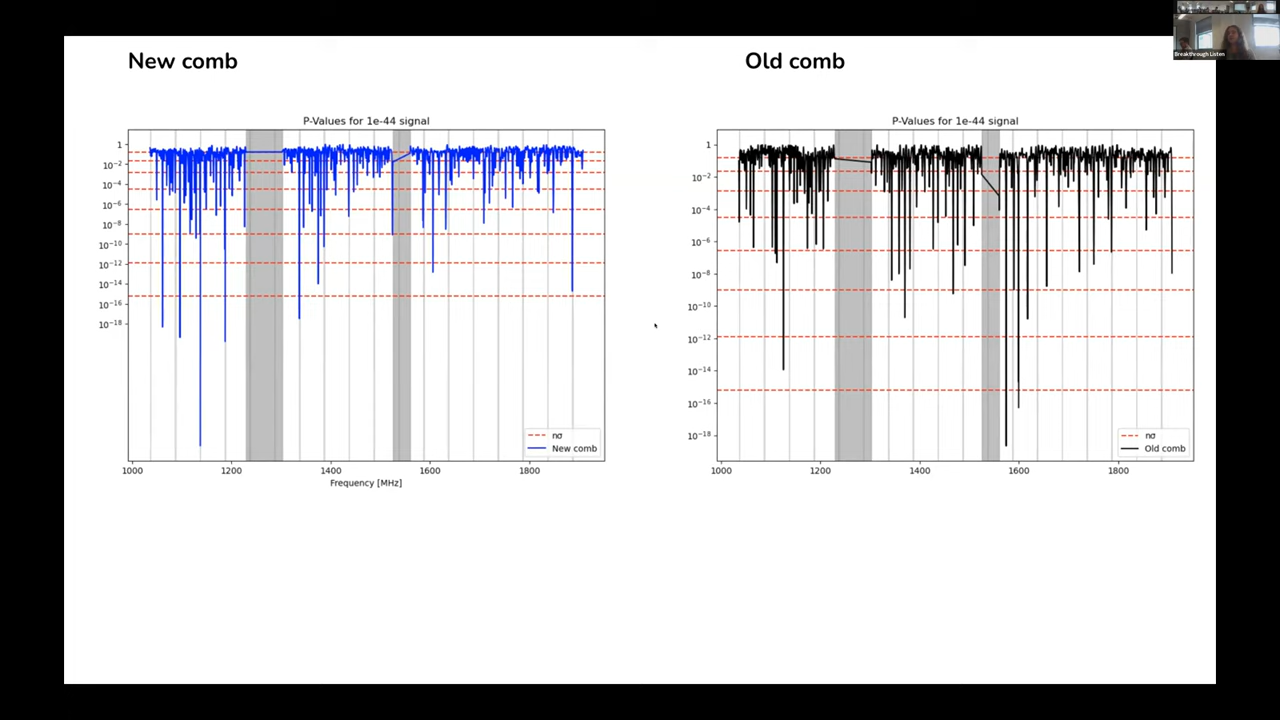 New comb
Old comb
Breakthrough Listen
P-Values for 1e-44 signal
1
10⁻²
10⁻⁴
10⁻⁶
10⁻⁸
10⁻¹⁰
10⁻¹²
10⁻¹⁴
10⁻¹⁶
10⁻¹⁸
nσ
New comb
1000 1200 1400 1600 1800
Frequency [MHz]
P-Values for 1e-44 signal
1
10⁻²
10⁻⁴
10⁻⁶
10⁻⁸
10⁻¹⁰
10⁻¹²
10⁻¹⁴
10⁻¹⁶
10⁻¹⁸
nσ
Old comb
1000 1200 1400 1600 1800